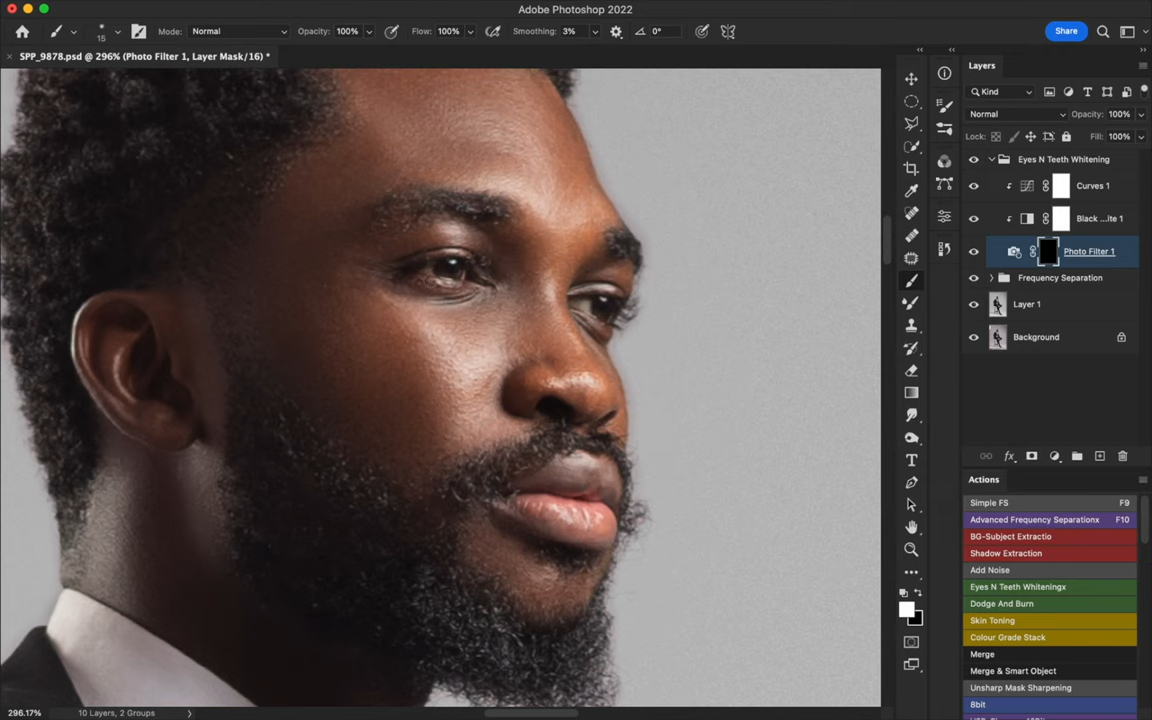 Adobe Photoshop 2022
15
Mode: Normal
Opacity: 100%
Flow: 100%
Smoothing: 3%
0°
Share
SPP_9878.psd @ 296% (Photo Filter 1, Layer Mask/16) *
Layers
Kind
Normal
Opacity: 100%
Lock:
Fill: 100%
Eyes N Teeth Whitening
Curves 1
Black ...ite 1
Photo Filter 1
Frequency Separation
Layer 1
Background
Actions
Simple FS F9
Advanced Frequency Separationx F10
BG-Subject Extractio
Shadow Extraction
Add Noise
Eyes N Teeth Whiteningx
Dodge And Burn
Skin Toning
Colour Grade Stack
Merge
Merge & Smart Object
Unsharp Mask Sharpening
8bit
296.17%
10 Layers, 2 Groups